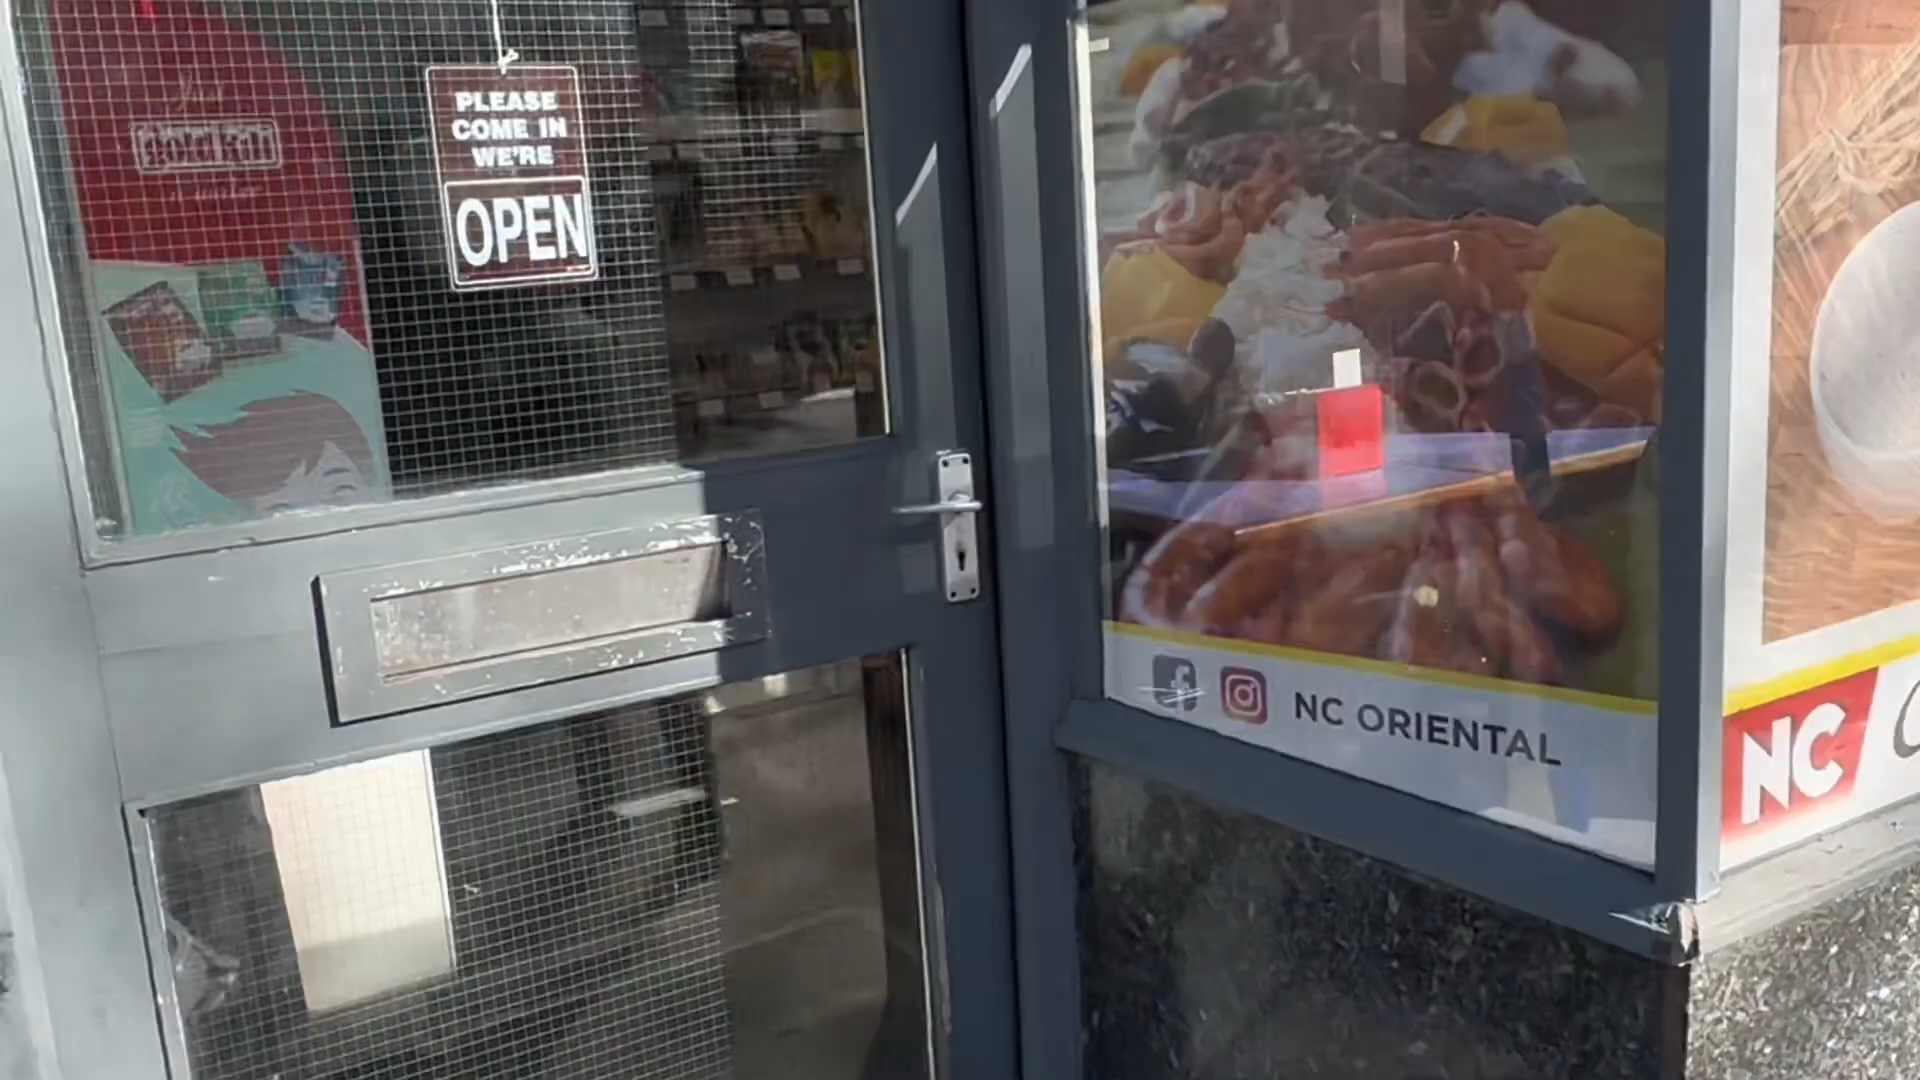 PLEASE
COME IN
WE'RE
OPEN
NC ORIENTAL
NC